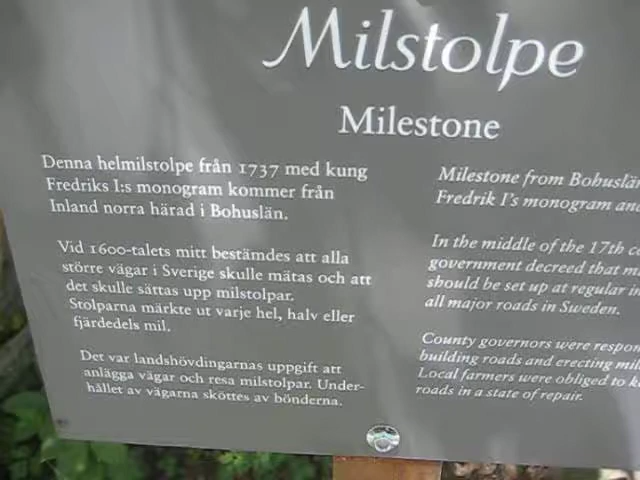 Milstolpe
Milestone
Denna helmilstolpe från 1737 med kung
Fredriks I:s monogram kommer från
Inland norra härad i Bohuslän.
Vid 1600-talets mitt bestämdes att alla
större vägar i Sverige skulle mätas och att
det skulle sättas upp milstolpar.
Stolparna märkte ut varje hel, halv eller
fjärdedels mil.
Det var landshövdingarnas uppgift att
anlägga vägar och resa milstolpar. Under-
hållet av vägarna sköttes av bönderna.
Milestone from Bohuslän
Fredrik I's monogram and
In the middle of the 17th
government decreed that
should be set up at regular
all major roads in Sweden.
County governors were
building roads and erecting
Local farmers were obliged to
roads in a state of repair.